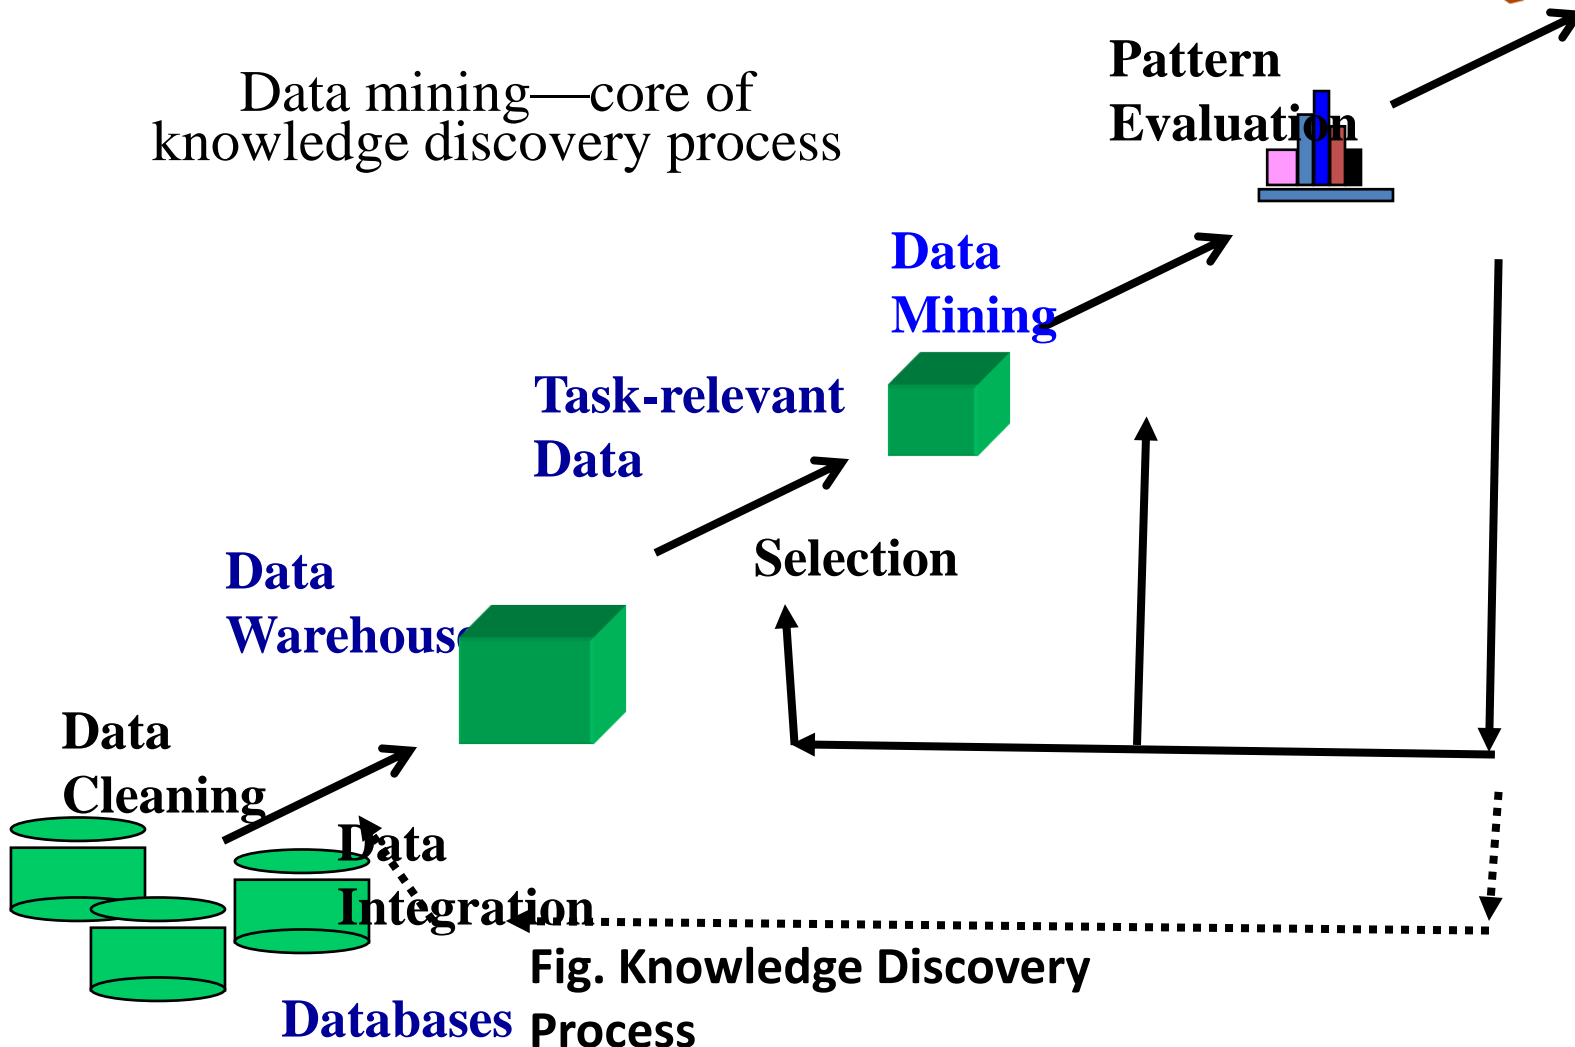 Pattern
Evaluation
Data mining—core of
knowledge discovery process
Data
Mining
Task-relevant
Data
Selection
Data
Warehouse
Data
Cleaning
Data
Integration
Databases
Fig. Knowledge Discovery
Process